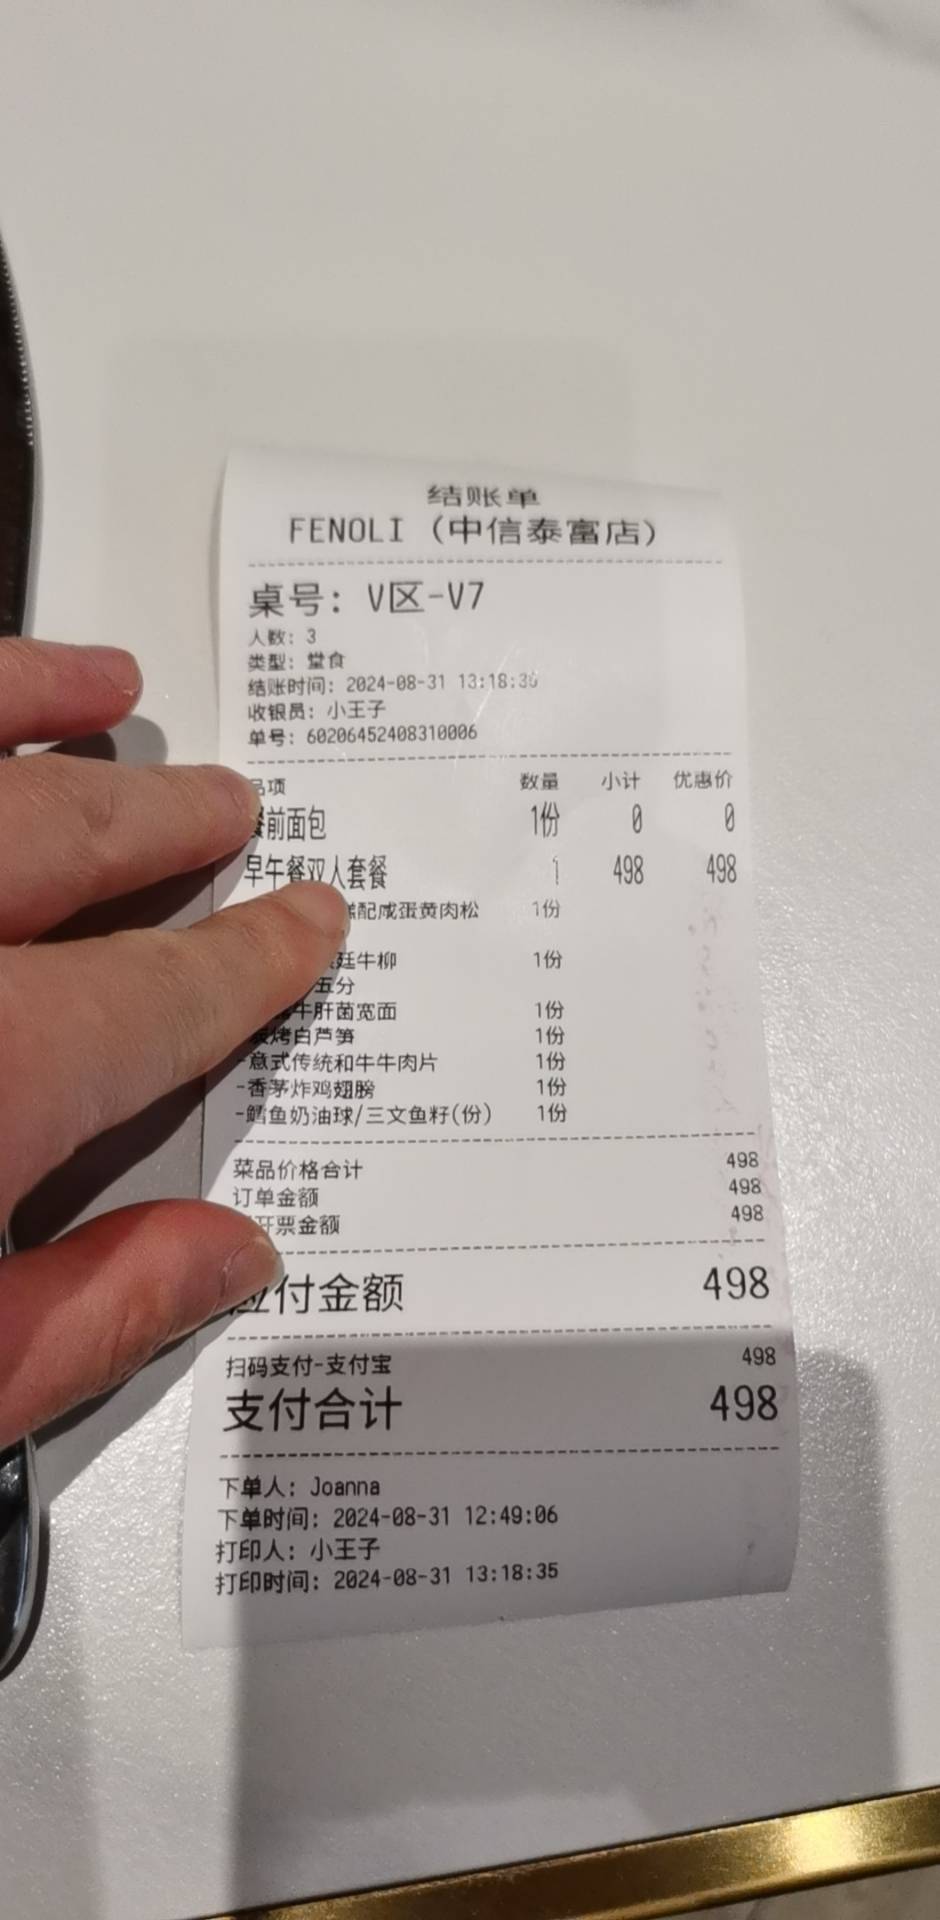 结账单
FENOLI (中信泰富店)
桌号: V区-V7
人数: 3
类型: 堂食
结账时间: 2024-08-31 13:18:30
收银员: 小王子
单号: 60206452408310006
品项 数量 小计 优惠价
餐前面包 1份 0 0
早午餐双人套餐 1 498 498
配咸蛋黄肉松 1份
廷牛柳 1份
五分
牛肝菌宽面 1份
烤白芦笋 1份
-意式传统和牛牛肉片 1份
-香茅炸鸡翅膀 1份
-鳕鱼奶油球/三文鱼籽(份) 1份
菜品价格合计 498
订单金额 498
开票金额 498
应付金额 498
扫码支付-支付宝 498
支付合计 498
下单人: Joanna
下单时间: 2024-08-31 12:49:06
打印人: 小王子
打印时间: 2024-08-31 13:18:35